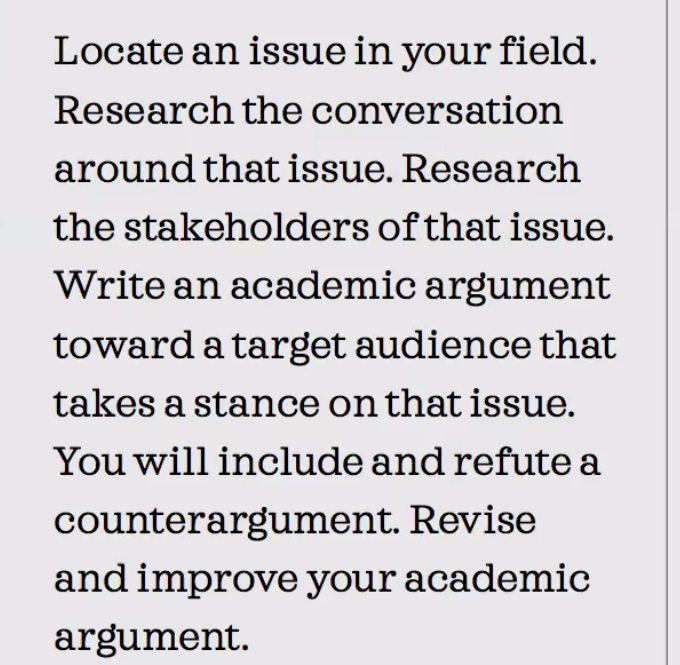 Locate an issue in your field.
Research the conversation
around that issue. Research
the stakeholders of that issue.
Write an academic argument
toward a target audience that
takes a stance on that issue.
You will include and refute a
counterargument. Revise
and improve your academic
argument.